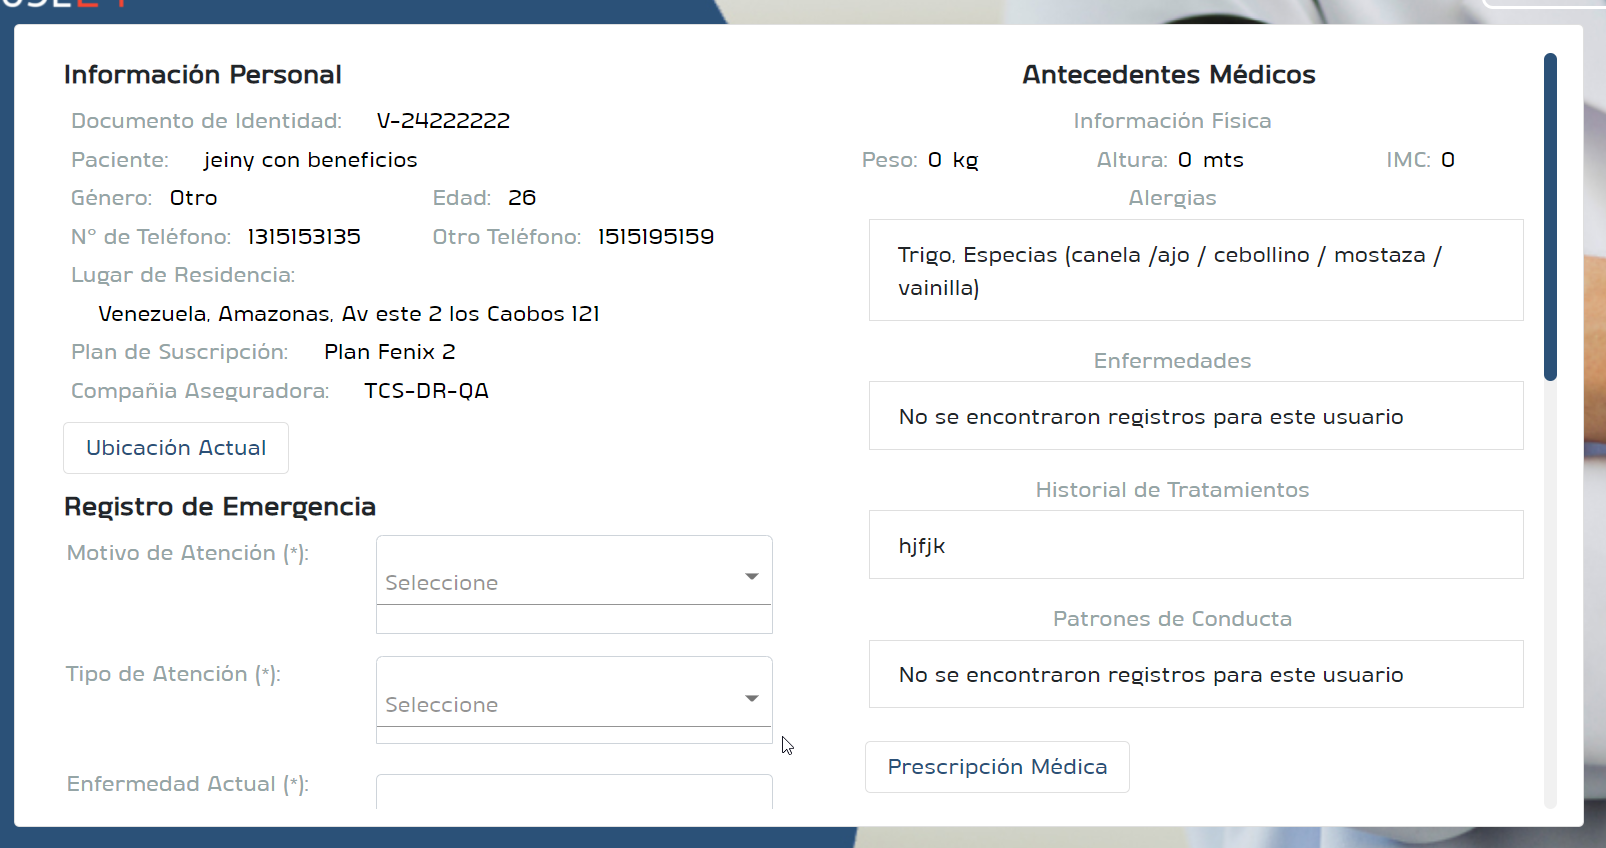 Información Personal
Documento de Identidad: V-24222222
Paciente: jeiny con beneficios
Género: Otro Edad: 26
N° de Teléfono: 1315153135 Otro Teléfono: 1515195159
Lugar de Residencia:
Venezuela, Amazonas, Av este 2 los Caobos 121
Plan de Suscripción: Plan Fenix 2
Compañia Aseguradora: TCS-DR-QA
Ubicación Actual
Registro de Emergencia
Motivo de Atención (*):
Seleccione
Tipo de Atención (*):
Seleccione
Enfermedad Actual (*):
Antecedentes Médicos
Información Física
Peso: 0 kg Altura: 0 mts IMC: 0
Alergias
Trigo, Especias (canela /ajo / cebollino / mostaza /
vainilla)
Enfermedades
No se encontraron registros para este usuario
Historial de Tratamientos
hjfjk
Patrones de Conducta
No se encontraron registros para este usuario
Prescripción Médica